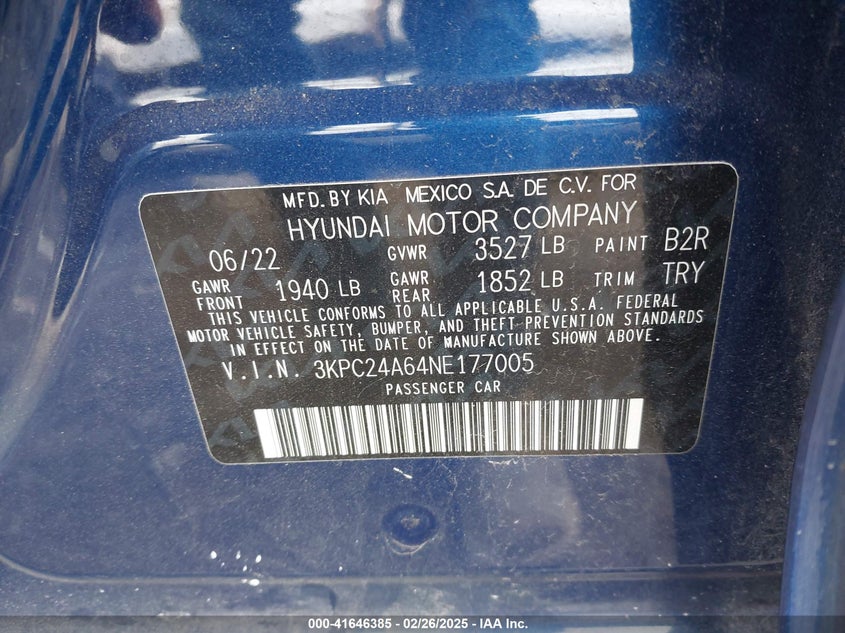 MFD. BY KIA MEXICO S.A. DE C.V. FOR
HYUNDAI MOTOR COMPANY
06/22 GVWR 3527 LB PAINT B2R
GAWR FRONT 1940 LB GAWR REAR 1852 LB TRIM TRY
THIS VEHICLE CONFORMS TO ALL APPLICABLE U.S.A. FEDERAL
MOTOR VEHICLE SAFETY, BUMPER, AND THEFT PREVENTION STANDARDS
IN EFFECT ON THE DATE OF MANUFACTURE SHOWN ABOVE.
V.I.N. 3KPC24A64NE177005
PASSENGER CAR
000-41646385 - 02/26/2025 - IAA Inc.